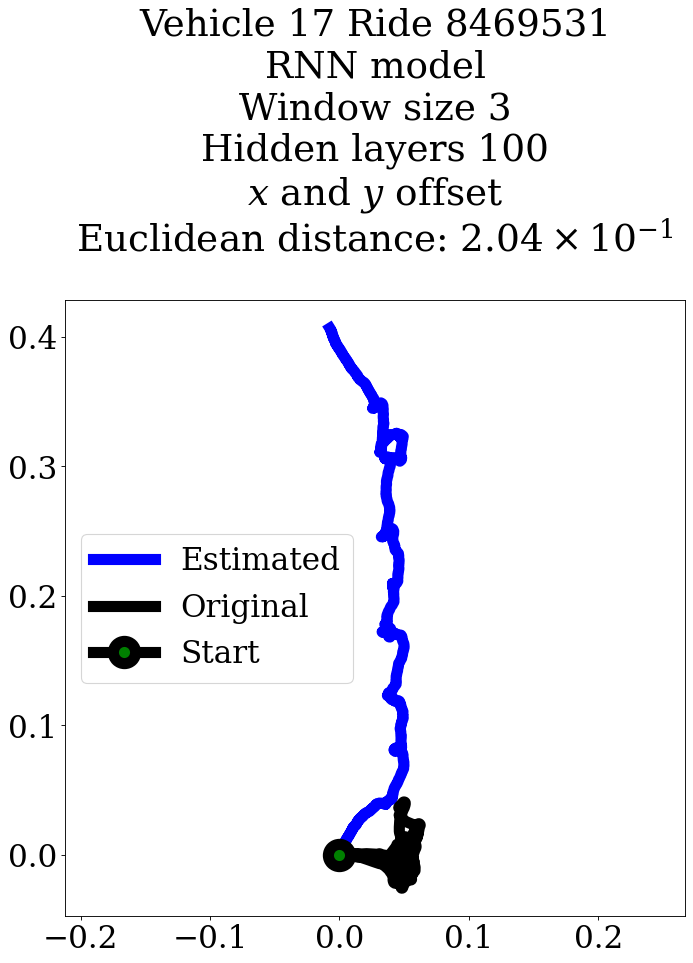 Vehicle 17 Ride 8469531
RNN model
Window size 3
Hidden layers 100
x and y offset
Euclidean distance: 2.04 × 10⁻¹
0.4
0.3
0.2
0.1
0.0
Estimated
Original
Start
−0.2 −0.1 0.0 0.1 0.2